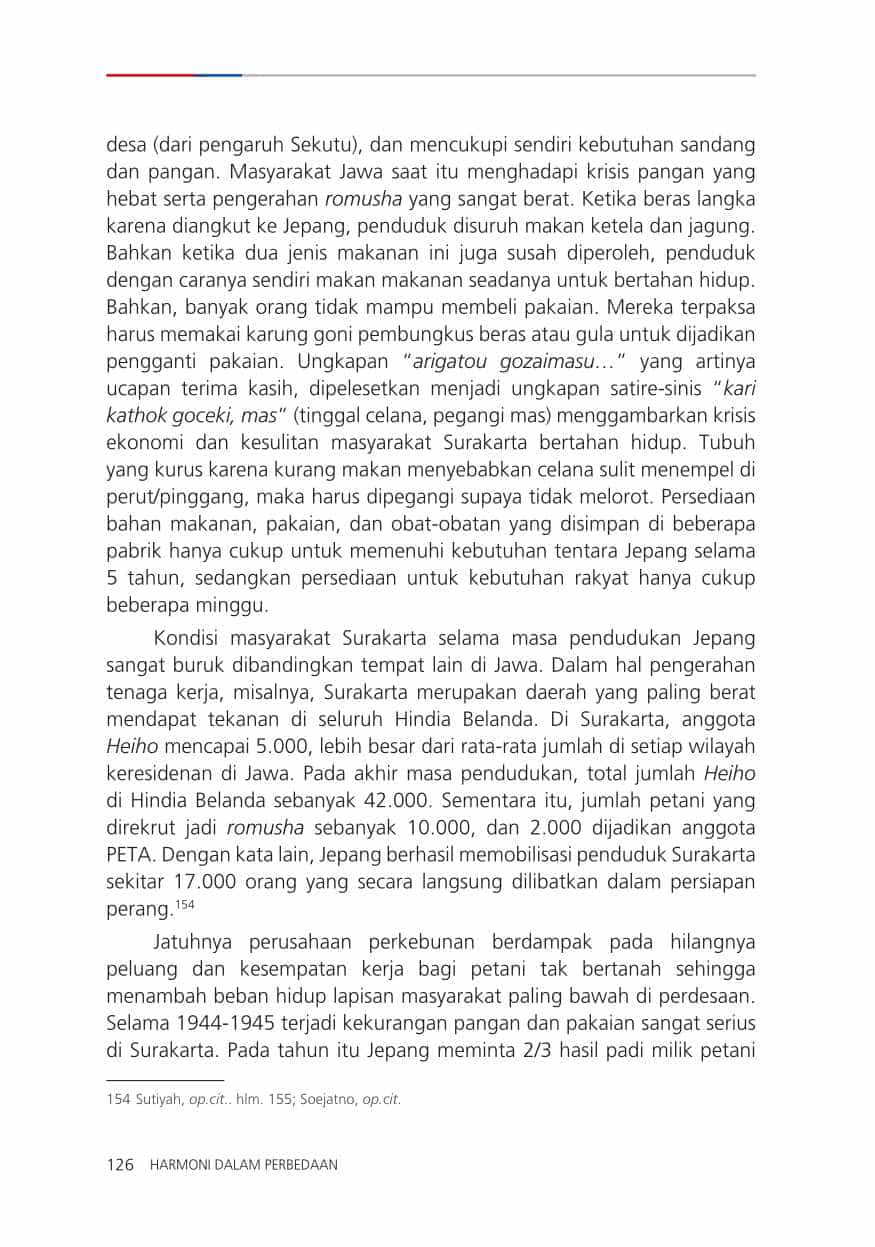 desa (dari pengaruh Sekutu), dan mencukupi sendiri kebutuhan sandang
dan pangan. Masyarakat Jawa saat itu menghadapi krisis pangan yang
hebat serta pengerahan romusha yang sangat berat. Ketika beras langka
karena diangkut ke Jepang, penduduk disuruh makan ketela dan jagung.
Bahkan ketika dua jenis makanan ini juga susah diperoleh, penduduk
dengan caranya sendiri makan makanan seadanya untuk bertahan hidup.
Bahkan, banyak orang tidak mampu membeli pakaian. Mereka terpaksa
harus memakai karung goni pembungkus beras atau gula untuk dijadikan
pengganti pakaian. Ungkapan “arigatou gozaimasu…” yang artinya
ucapan terima kasih, dipelesetkan menjadi ungkapan satire-sinis “kari
kathok goceki, mas“ (tinggal celana, pegangi mas) menggambarkan krisis
ekonomi dan kesulitan masyarakat Surakarta bertahan hidup. Tubuh
yang kurus karena kurang makan menyebabkan celana sulit menempel di
perut/pinggang, maka harus dipegangi supaya tidak melorot. Persediaan
bahan makanan, pakaian, dan obat-obatan yang disimpan di beberapa
pabrik hanya cukup untuk memenuhi kebutuhan tentara Jepang selama
5 tahun, sedangkan persediaan untuk kebutuhan rakyat hanya cukup
beberapa minggu.
Kondisi masyarakat Surakarta selama masa pendudukan Jepang
sangat buruk dibandingkan tempat lain di Jawa. Dalam hal pengerahan
tenaga kerja, misalnya, Surakarta merupakan daerah yang paling berat
mendapat tekanan di seluruh Hindia Belanda. Di Surakarta, anggota
Heiho mencapai 5.000, lebih besar dari rata-rata jumlah di setiap wilayah
keresidenan di Jawa. Pada akhir masa pendudukan, total jumlah Heiho
di Hindia Belanda sebanyak 42.000. Sementara itu, jumlah petani yang
direkrut jadi romusha sebanyak 10.000, dan 2.000 dijadikan anggota
PETA. Dengan kata lain, Jepang berhasil memobilisasi penduduk Surakarta
sekitar 17.000 orang yang secara langsung dilibatkan dalam persiapan
perang.154
Jatuhnya perusahaan perkebunan berdampak pada hilangnya
peluang dan kesempatan kerja bagi petani tak bertanah sehingga
menambah beban hidup lapisan masyarakat paling bawah di perdesaan.
Selama 1944-1945 terjadi kekurangan pangan dan pakaian sangat serius
di Surakarta. Pada tahun itu Jepang meminta 2/3 hasil padi milik petani
154 Sutiyah, op.cit.. hlm. 155; Soejatno, op.cit.
126 HARMONI DALAM PERBEDAAN